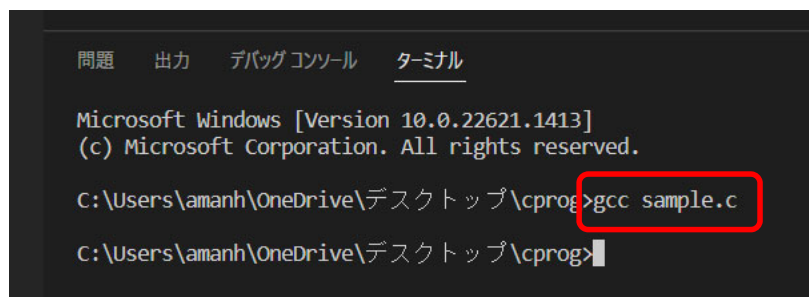 問題 出力 デバッグ コンソール ターミナル
Microsoft Windows [Version 10.0.22621.1413]
(c) Microsoft Corporation. All rights reserved.
C:\Users\amanh\OneDrive\デスクトップ\cprog>gcc sample.c
C:\Users\amanh\OneDrive\デスクトップ\cprog>